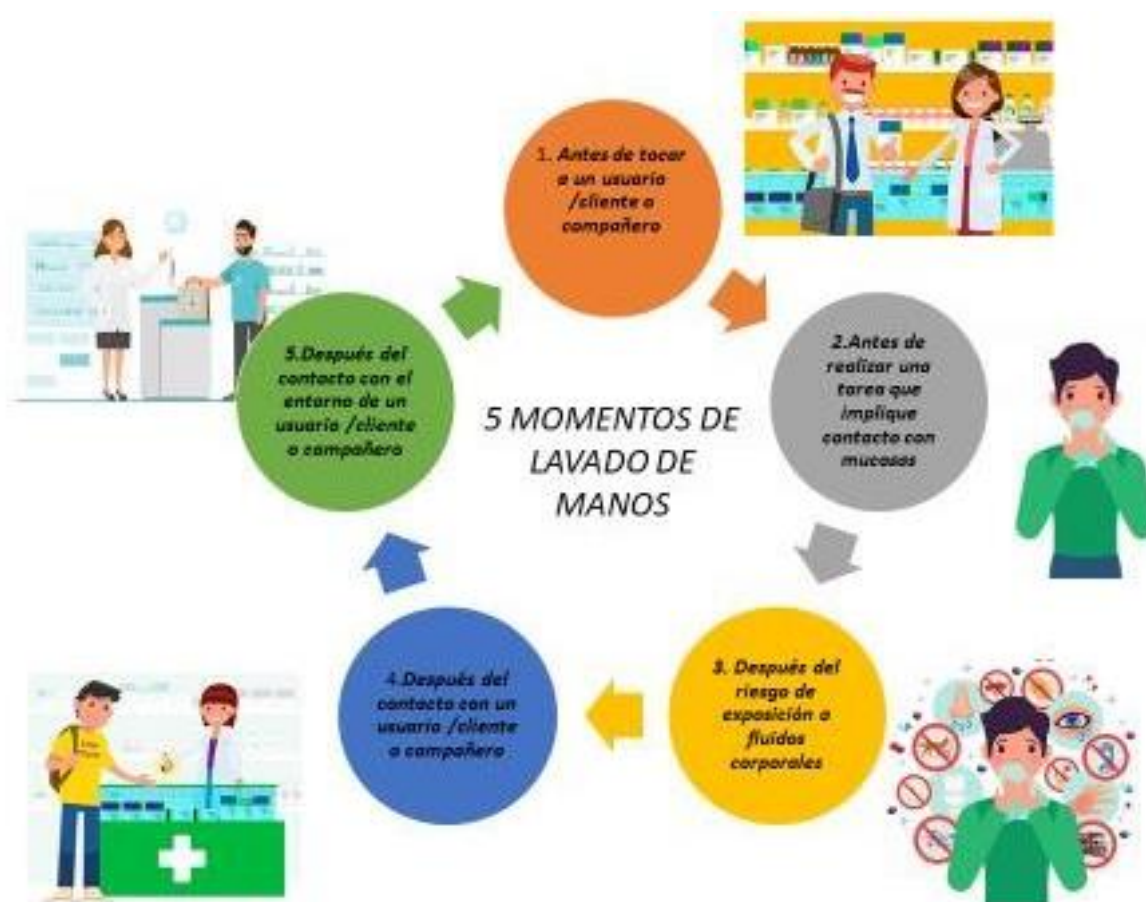 1. Antes de tocar
a un usuario
/cliente o
compañero
2.Antes de
realizar una
tarea que
implique
contacto con
mucosas
3. Después del
riesgo de
exposición a
fluidos
corporales
4.Después del
contacto con un
usuario /cliente
o compañero
5.Después del
contacto con el
entorno de un
usuario /cliente
o compañero
5 MOMENTOS DE
LAVADO DE
MANOS